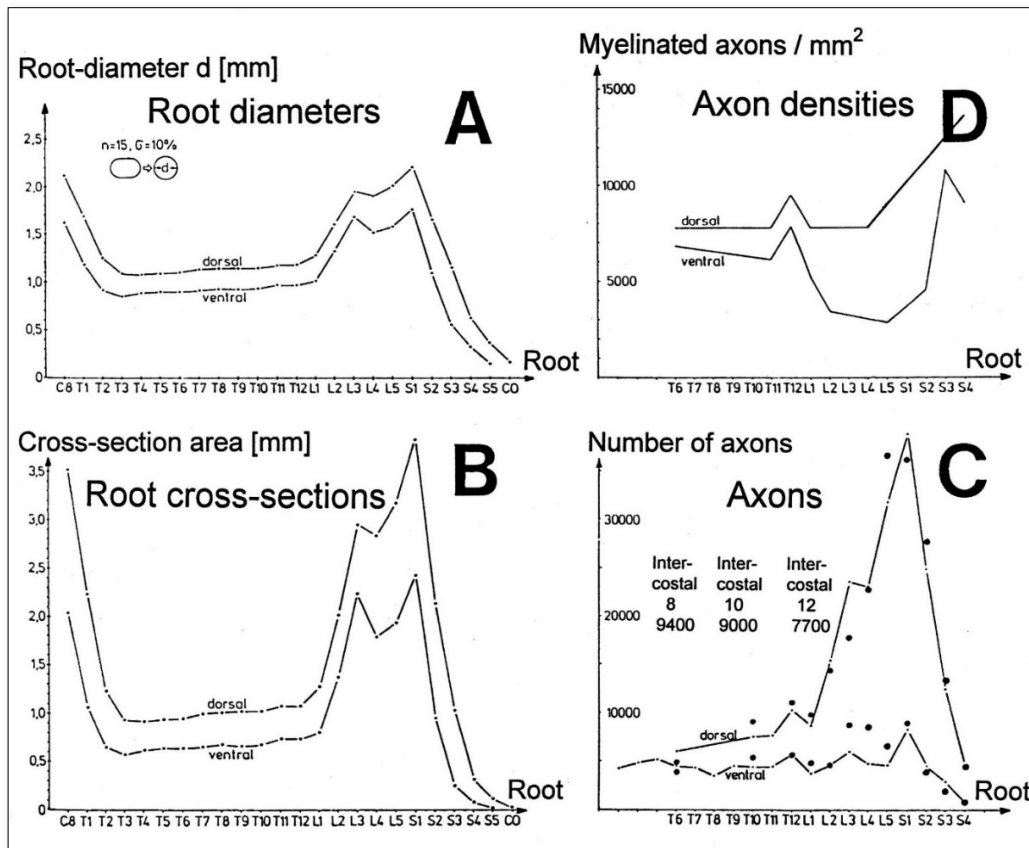 Root-diameter d [mm]
Root diameters
A
n=15, G=10%
d
2,5
2,0
1,5
1,0
0,5
0
dorsal
ventral
Root
C8 T1 T2 T3 T4 T5 T6 T7 T8 T9 T10 T11 T12 L1 L2 L3 L4 L5 S1 S2 S3 S4 S5 CO
Myelinated axons / mm²
Axon densities
D
15000
10000
5000
dorsal
ventral
Root
T6 T7 T8 T9 T10 T11 T12 L1 L2 L3 L4 L5 S1 S2 S3 S4
Cross-section area [mm]
Root cross-sections
B
3,5
3,0
2,5
2,0
1,5
1,0
0,5
0
dorsal
ventral
Root
C8 T1 T2 T3 T4 T5 T6 T7 T8 T9 T10 T11 T12 L1 L2 L3 L4 L5 S1 S2 S3 S4 S5 CO
Number of axons
Axons
C
30000
20000
10000
Inter-
costal
8
9400
Inter-
costal
10
9000
Inter-
costal
12
7700
dorsal
ventral
Root
T6 T7 T8 T9 T10 T11 T12 L1 L2 L3 L4 L5 S1 S2 S3 S4